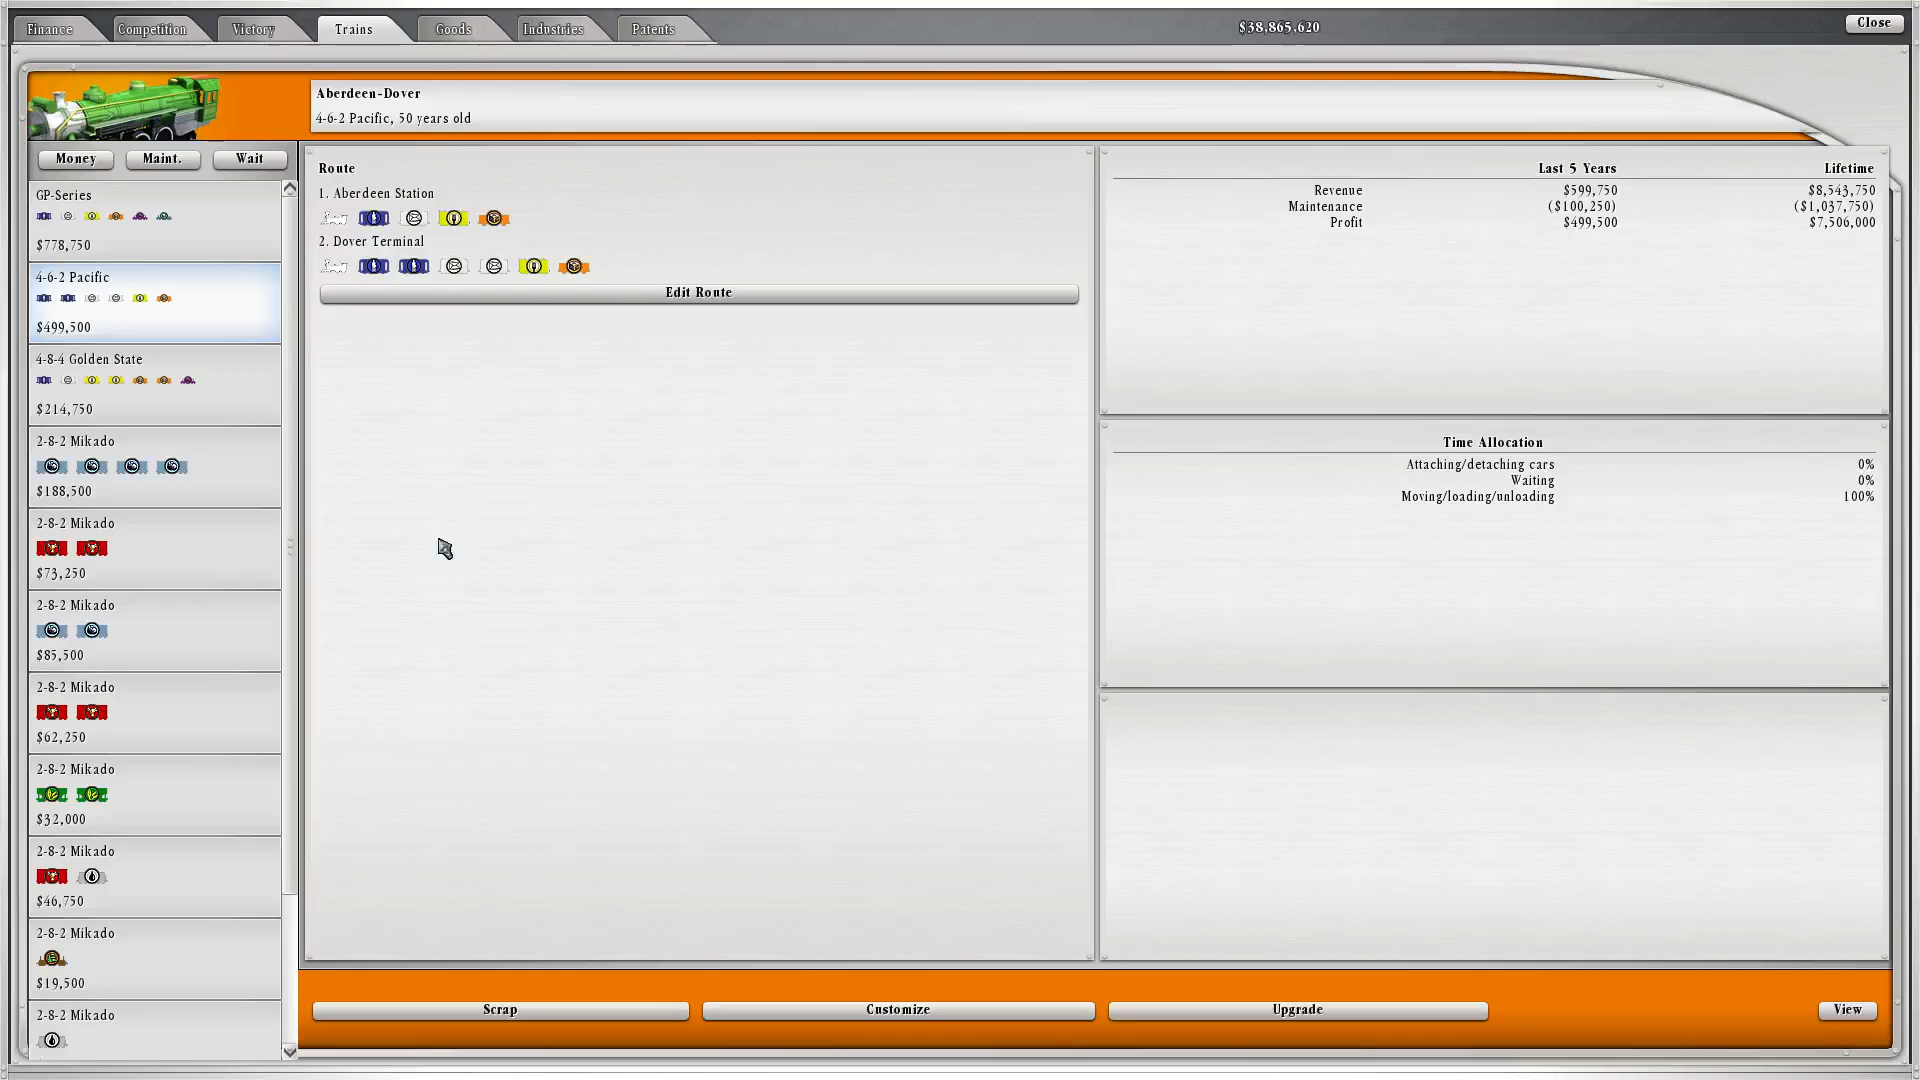 Finance Competition Victory Trains Goods Industries Patents $38,865,620 Close
Aberdeen-Dover
4-6-2 Pacific, 50 years old
Money Maint. Wait
GP-Series
$778,750
4-6-2 Pacific
$499,500
4-8-4 Golden State
$214,750
2-8-2 Mikado
$188,500
2-8-2 Mikado
$73,250
2-8-2 Mikado
$85,500
2-8-2 Mikado
$62,250
2-8-2 Mikado
$32,000
2-8-2 Mikado
$46,750
2-8-2 Mikado
$19,500
2-8-2 Mikado
Route
1. Aberdeen Station
2. Dover Terminal
Edit Route
Last 5 Years Lifetime
Revenue $599,750 $8,543,750
Maintenance ($100,250) ($1,037,750)
Profit $499,500 $7,506,000
Time Allocation
Attaching/detaching cars 0%
Waiting 0%
Moving/loading/unloading 100%
Scrap Customize Upgrade View